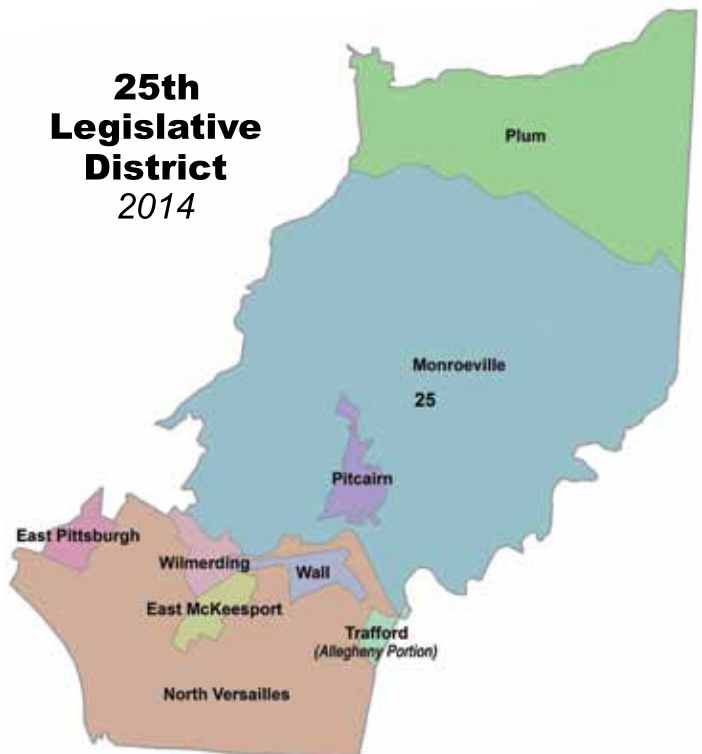 25th
Legislative
District
2014
Plum
Monroeville
25
Pitcairn
East Pittsburgh
Wilmerding
Wall
East McKeesport
Trafford
(Allegheny Portion)
North Versailles